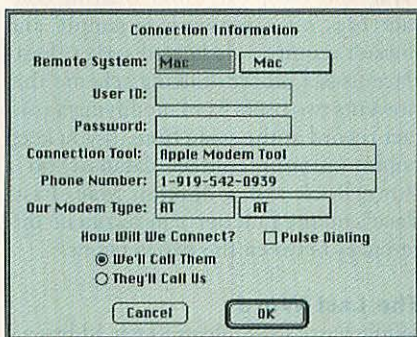 Connection Information
Remote System: Mac Mac
User ID:
Password:
Connection Tool: Apple Modem Tool
Phone Number: 1-919-542-0939
Our Modem Type: AT AT
How Will We Connect? Pulse Dialing
We'll Call Them
They'll Call Us
Cancel OK